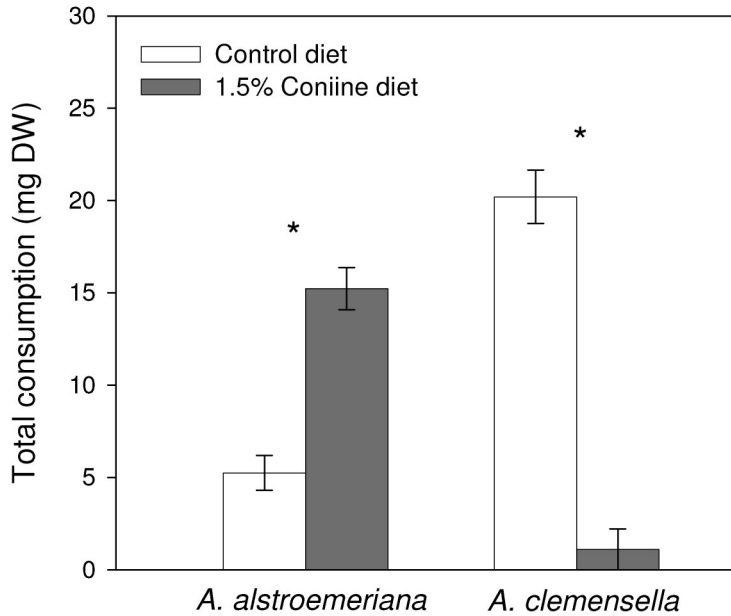 30
Control diet
1.5% Coniine diet
25
20
15
10
5
0
Total consumption (mg DW)
*
*
A. alstroemeriana
A. clemensella